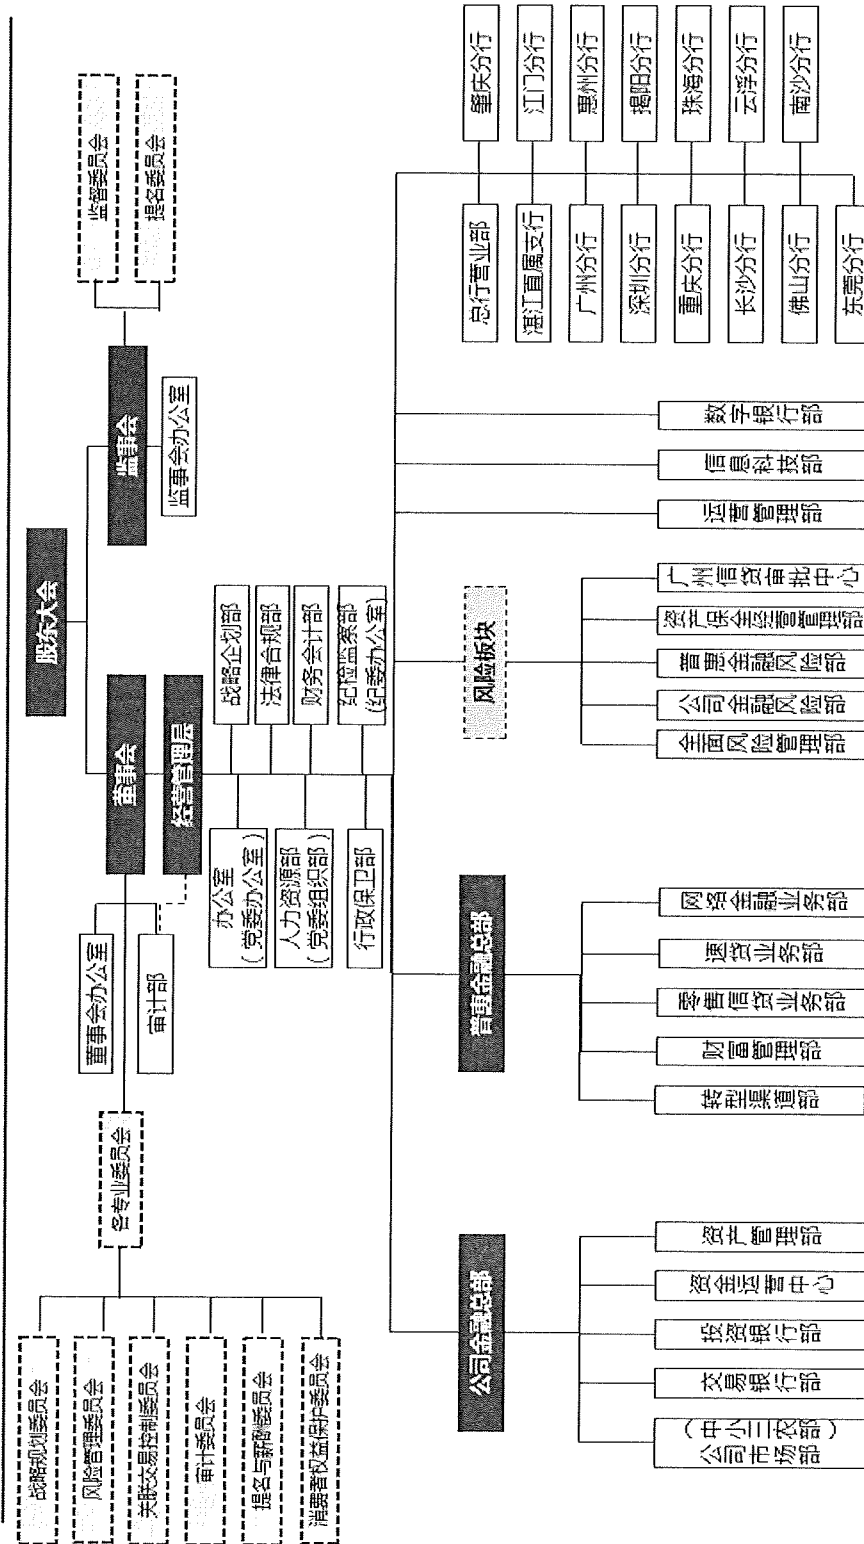 股东大会
董事会
监事会
监督委员会
提名委员会
监事会办公室
董事会办公室
审计部
各专业委员会
战略规划委员会
风险管理委员会
关联交易控制委员会
审计委员会
提名与薪酬委员会
消费者权益保护委员会
经营管理层
办公室
(党委办公室)
人力资源部
(党委组织部)
行政保卫部
战略企划部
法律合规部
财务会计部
纪检监察部
(纪委办公室)
公司金融总部
公司市场部
(中小三农部)
交易银行部
投资银行部
资金运营中心
资产管理部
普惠金融总部
转型渠道部
财富管理部
零售信贷业务部
速贷业务部
网络金融业务部
风险板块
全面风险管理部
公司金融风险部
普惠金融风险部
资产保全经营管理部
广州信贷审批中心
运营管理部
信息科技部
数字银行部
总行营业部
肇庆分行
湛江直属支行
江门分行
广州分行
惠州分行
深圳分行
揭阳分行
重庆分行
珠海分行
长沙分行
云浮分行
佛山分行
南沙分行
东莞分行